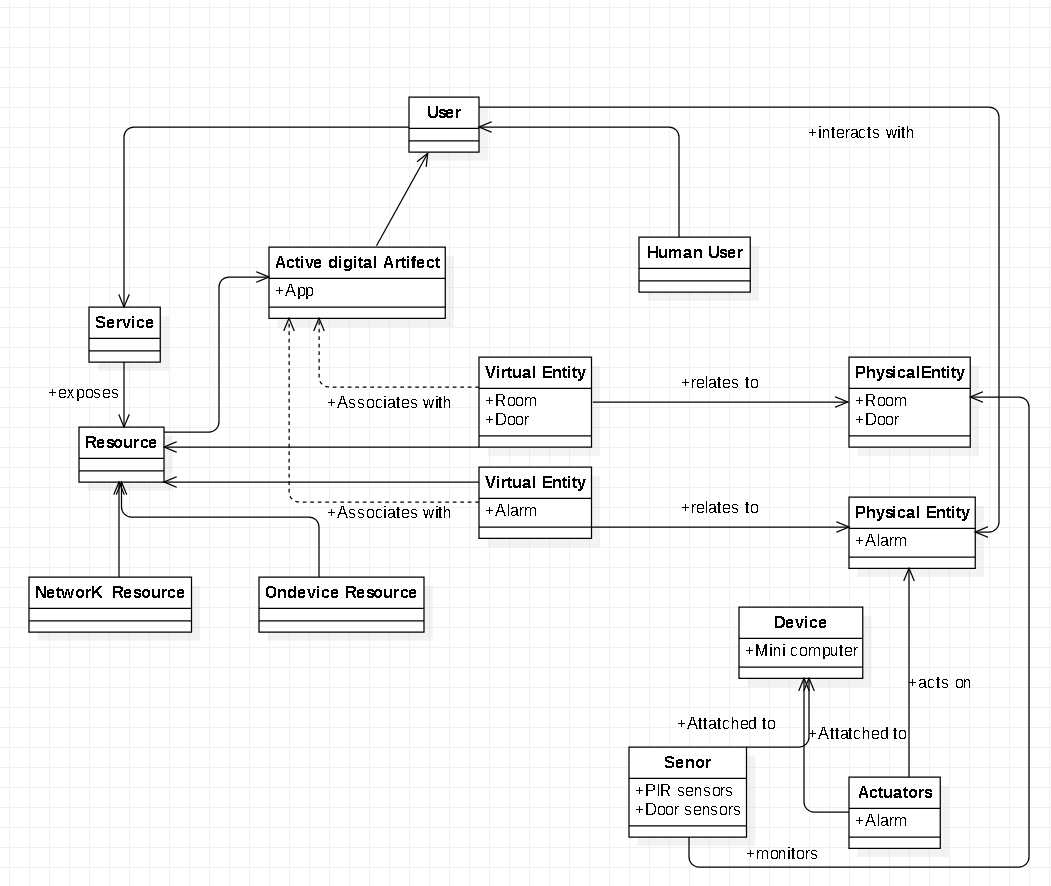 User
+interacts with
Human User
Active digital Artifect
+App
Service
+exposes
Virtual Entity
+Room
+Door
+relates to
PhysicalEntity
+Room
+Door
+Associates with
Resource
Virtual Entity
+Alarm
+relates to
Physical Entity
+Alarm
+Associates with
NetworK  Resource
Ondevice Resource
Device
+Mini computer
+acts on
+Attatched to
+Attatched to
Senor
+PIR sensors
+Door sensors
Actuators
+Alarm
+monitors